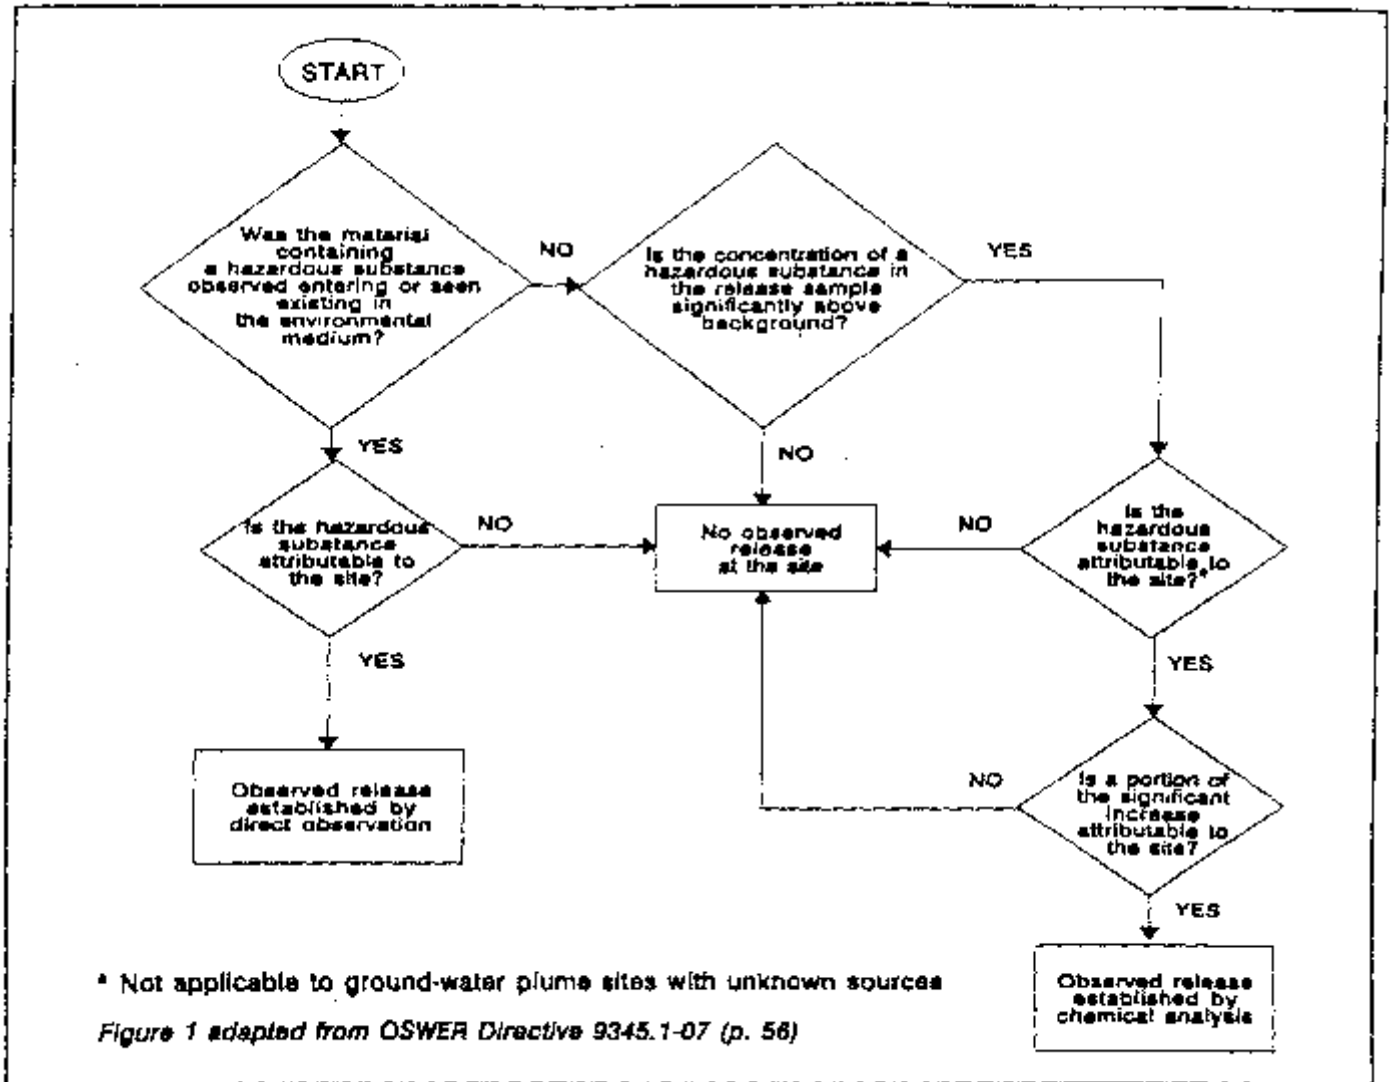 START
Was the material
containing
a hazardous substance
observed entering or seen
existing in
the environmental
medium?
NO
Is the concentration of a
hazardous substance in
the release sample
significantly above
background?
YES
YES
NO
Is the hazardous
substance
attributable to
the site?
NO
No observed
release
at the site
NO
Is the
hazardous
substance
attributable to
the site?*
YES
YES
Observed release
established by
direct observation
NO
Is a portion of
the significant
increase
attributable to
the site?
YES
Observed release
established by
chemical analysis
* Not applicable to ground-water plume sites with unknown sources
Figure 1 adapted from OSWER Directive 9345.1-07 (p. 56)